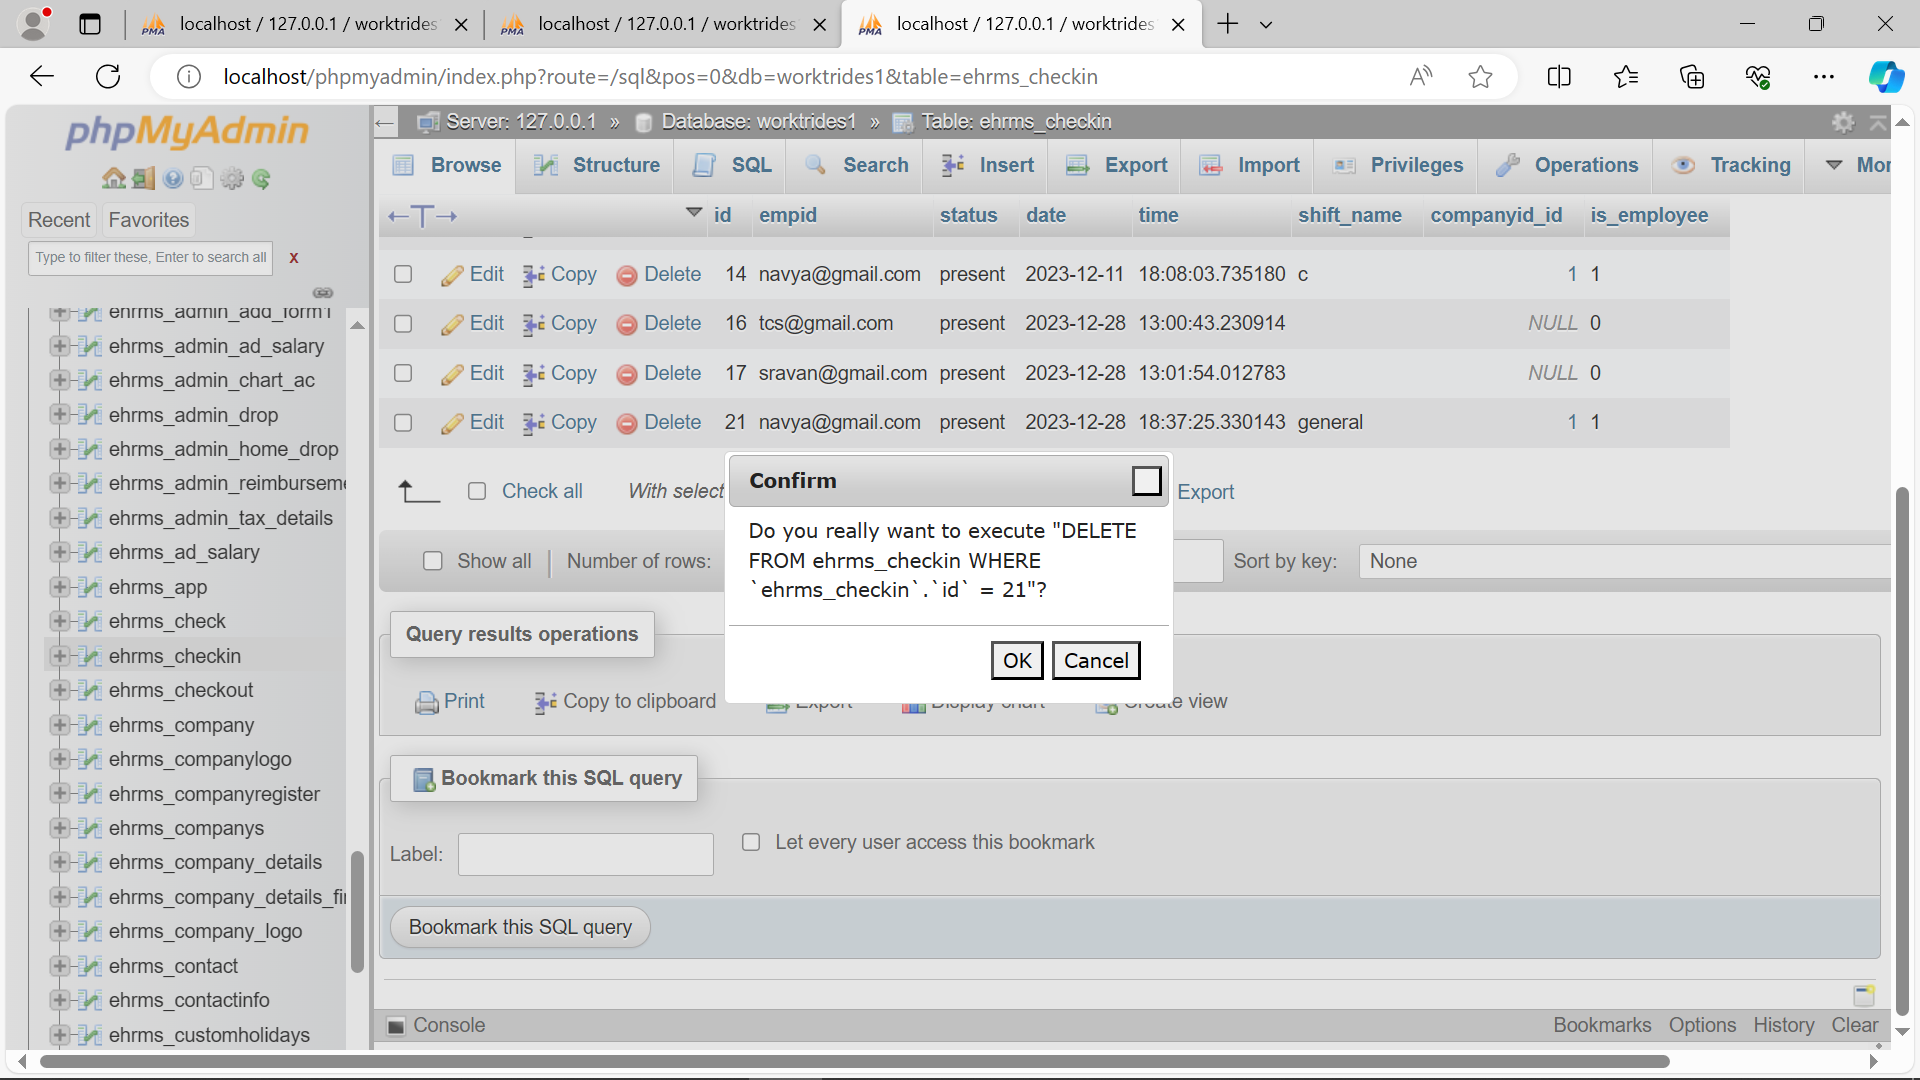 localhost / 127.0.0.1 / worktrides
localhost / 127.0.0.1 / worktrides
localhost / 127.0.0.1 / worktrides
localhost/phpmyadmin/index.php?route=/sql&pos=0&db=worktrides1&table=ehrms_checkin
phpMyAdmin
Recent Favorites
Type to filter these, Enter to search all X
ehrms_admin_add_form1
ehrms_admin_ad_salary
ehrms_admin_chart_ac
ehrms_admin_drop
ehrms_admin_home_drop
ehrms_admin_reimburseme
ehrms_admin_tax_details
ehrms_ad_salary
ehrms_app
ehrms_check
ehrms_checkin
ehrms_checkout
ehrms_company
ehrms_companylogo
ehrms_companyregister
ehrms_companys
ehrms_company_details
ehrms_company_details_fi
ehrms_company_logo
ehrms_contact
ehrms_contactinfo
ehrms_customholidays
Server: 127.0.0.1 » Database: worktrides1 » Table: ehrms_checkin
Browse Structure SQL Search Insert Export Import Privileges Operations Tracking Mor
←T→ id empid status date time shift_name companyid_id is_employee
Edit Copy Delete 14 navya@gmail.com present 2023-12-11 18:08:03.735180 c 1 1
Edit Copy Delete 16 tcs@gmail.com present 2023-12-28 13:00:43.230914 NULL 0
Edit Copy Delete 17 sravan@gmail.com present 2023-12-28 13:01:54.012783 NULL 0
Edit Copy Delete 21 navya@gmail.com present 2023-12-28 18:37:25.330143 general 1 1
Check all With select Export
Show all Number of rows: Sort by key: None
Confirm
Do you really want to execute "DELETE
FROM ehrms_checkin WHERE
`ehrms_checkin`.`id` = 21"?
OK Cancel
Query results operations
Print Copy to clipboard Export Display chart Create view
Bookmark this SQL query
Label: Let every user access this bookmark
Bookmark this SQL query
Console Bookmarks Options History Clear